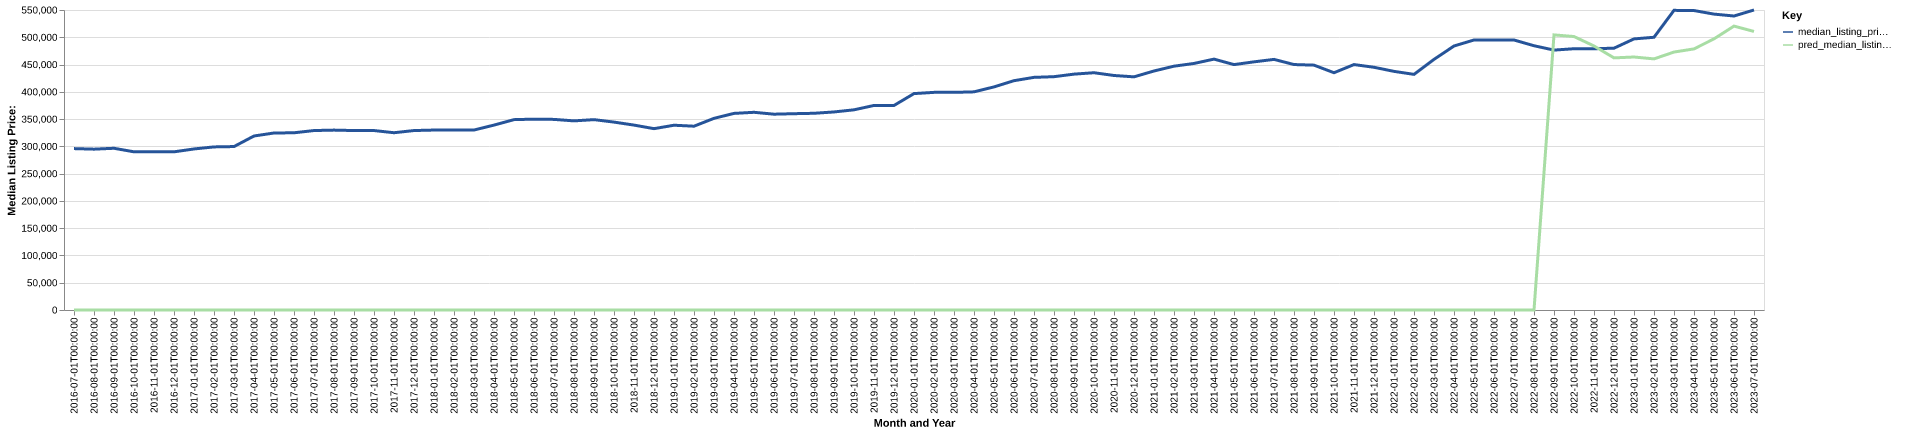 550,000
500,000
450,000
400,000
350,000
300,000
250,000
200,000
150,000
100,000
50,000
0
Median Listing Price:
2016-07-01T00:00:00
2016-08-01T00:00:00
2016-09-01T00:00:00
2016-10-01T00:00:00
2016-11-01T00:00:00
2016-12-01T00:00:00
2017-01-01T00:00:00
2017-02-01T00:00:00
2017-03-01T00:00:00
2017-04-01T00:00:00
2017-05-01T00:00:00
2017-06-01T00:00:00
2017-07-01T00:00:00
2017-08-01T00:00:00
2017-09-01T00:00:00
2017-10-01T00:00:00
2017-11-01T00:00:00
2017-12-01T00:00:00
2018-01-01T00:00:00
2018-02-01T00:00:00
2018-03-01T00:00:00
2018-04-01T00:00:00
2018-05-01T00:00:00
2018-06-01T00:00:00
2018-07-01T00:00:00
2018-08-01T00:00:00
2018-09-01T00:00:00
2018-10-01T00:00:00
2018-11-01T00:00:00
2018-12-01T00:00:00
2019-01-01T00:00:00
2019-02-01T00:00:00
2019-03-01T00:00:00
2019-04-01T00:00:00
2019-05-01T00:00:00
2019-06-01T00:00:00
2019-07-01T00:00:00
2019-08-01T00:00:00
2019-09-01T00:00:00
2019-10-01T00:00:00
2019-11-01T00:00:00
2019-12-01T00:00:00
2020-01-01T00:00:00
2020-02-01T00:00:00
2020-03-01T00:00:00
2020-04-01T00:00:00
2020-05-01T00:00:00
2020-06-01T00:00:00
2020-07-01T00:00:00
2020-08-01T00:00:00
2020-09-01T00:00:00
2020-10-01T00:00:00
2020-11-01T00:00:00
2020-12-01T00:00:00
2021-01-01T00:00:00
2021-02-01T00:00:00
2021-03-01T00:00:00
2021-04-01T00:00:00
2021-05-01T00:00:00
2021-06-01T00:00:00
2021-07-01T00:00:00
2021-08-01T00:00:00
2021-09-01T00:00:00
2021-10-01T00:00:00
2021-11-01T00:00:00
2021-12-01T00:00:00
2022-01-01T00:00:00
2022-02-01T00:00:00
2022-03-01T00:00:00
2022-04-01T00:00:00
2022-05-01T00:00:00
2022-06-01T00:00:00
2022-07-01T00:00:00
2022-08-01T00:00:00
2022-09-01T00:00:00
2022-10-01T00:00:00
2022-11-01T00:00:00
2022-12-01T00:00:00
2023-01-01T00:00:00
2023-02-01T00:00:00
2023-03-01T00:00:00
2023-04-01T00:00:00
2023-05-01T00:00:00
2023-06-01T00:00:00
2023-07-01T00:00:00
Month and Year
Key
median_listing_pri…
pred_median_listin…